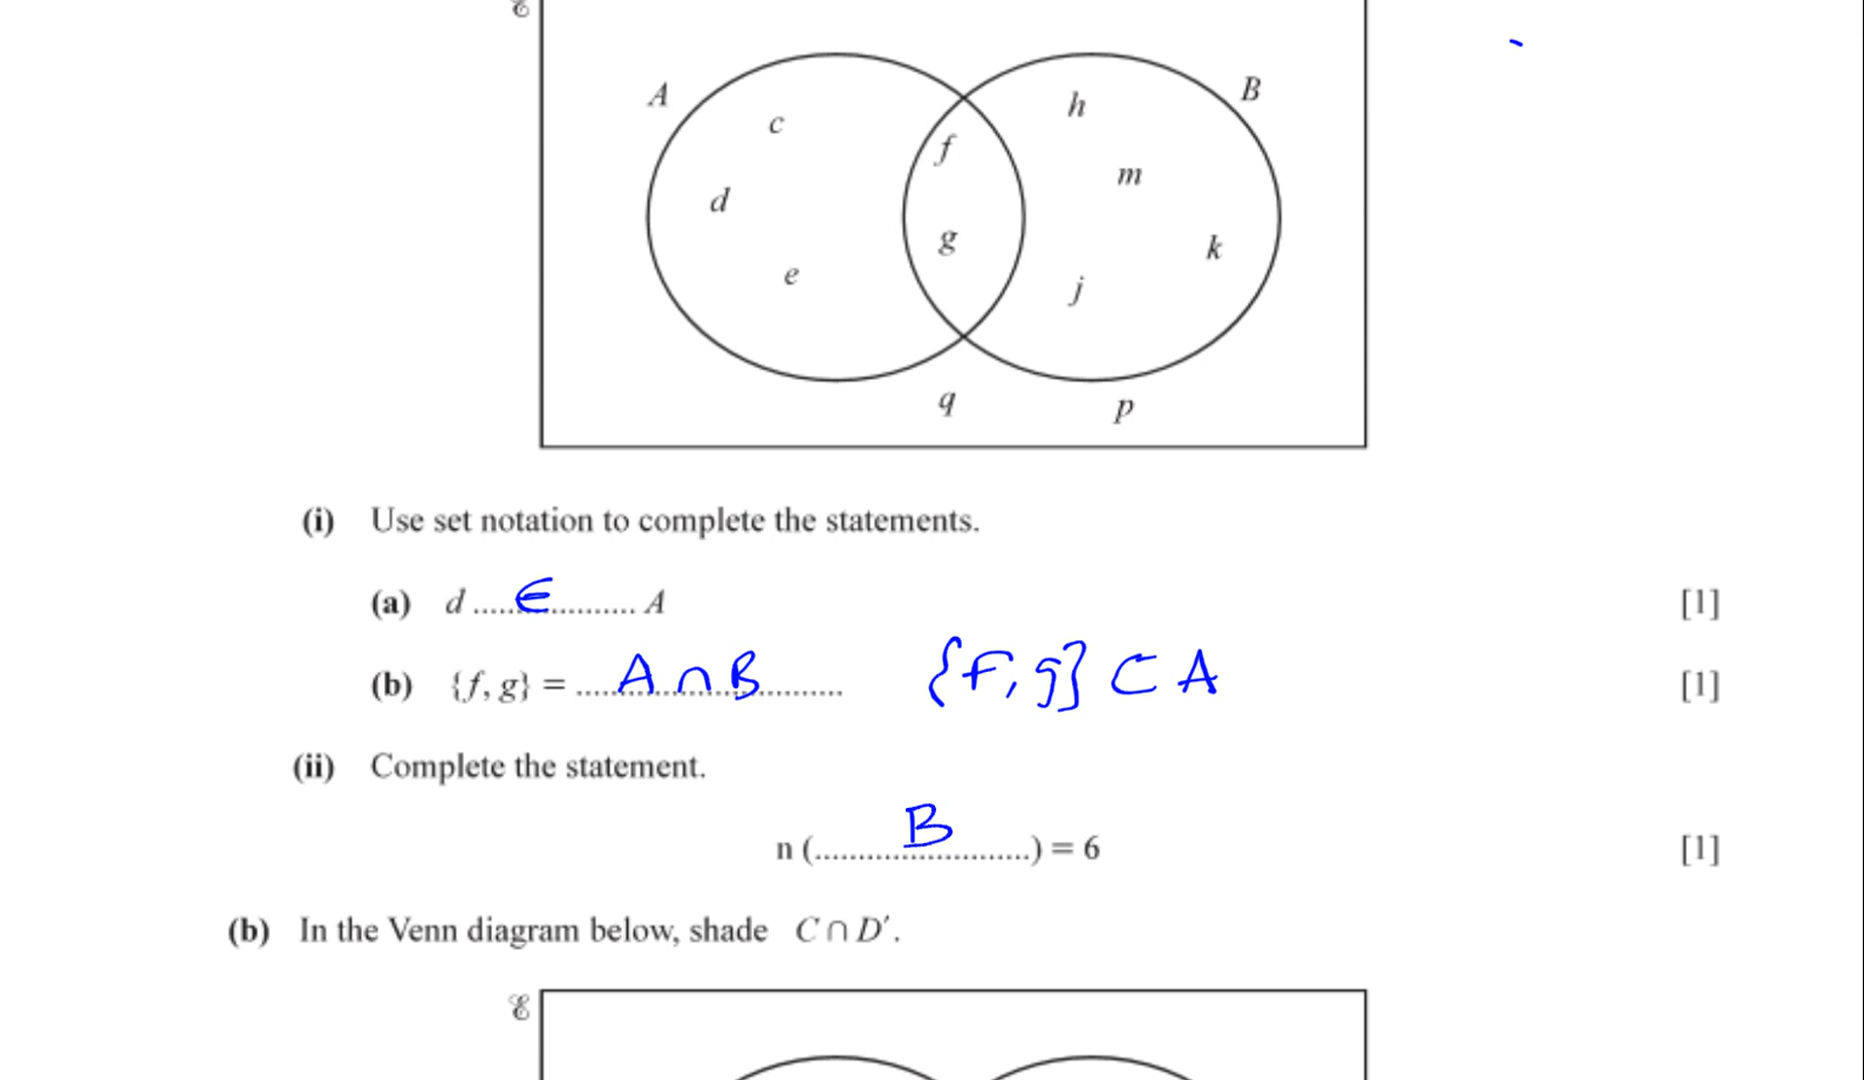 ℰ
A
B
h
c
f
m
d
g
k
e
j
q
p
(i) Use set notation to complete the statements.
(a) d .....∈.......... A [1]
(b) {f, g} = ..... A ∩ B .......... {F, g} ⊂ A [1]
(ii) Complete the statement.
n (.......... B ..........) = 6 [1]
(b) In the Venn diagram below, shade C ∩ D′.
ℰ